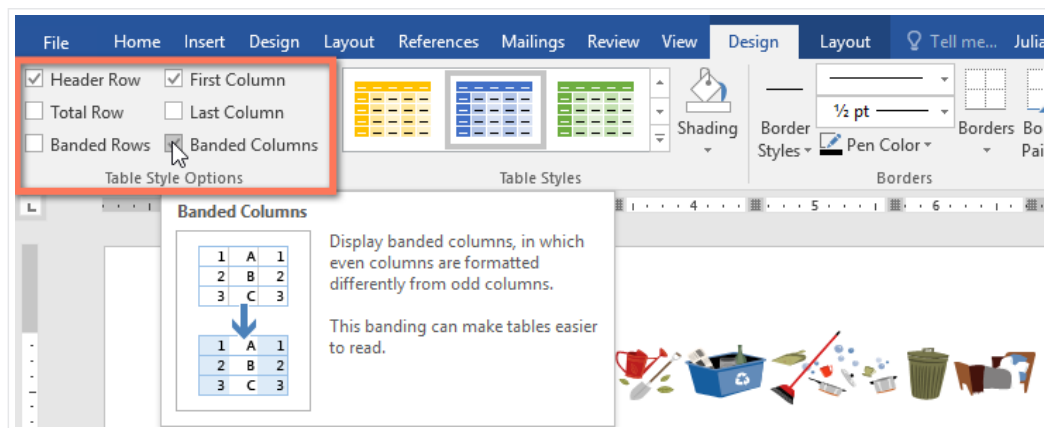 File Home Insert Design Layout References Mailings Review View Design Layout Tell me... Julia
Header Row First Column
Total Row Last Column
Banded Rows Banded Columns
Table Style Options
Table Styles
Shading
Border Styles
½ pt
Pen Color
Borders
Borders
4 5 6
Banded Columns
1 A 1
2 B 2
3 C 3
1 A 1
2 B 2
3 C 3
Display banded columns, in which
even columns are formatted
differently from odd columns.
This banding can make tables easier
to read.